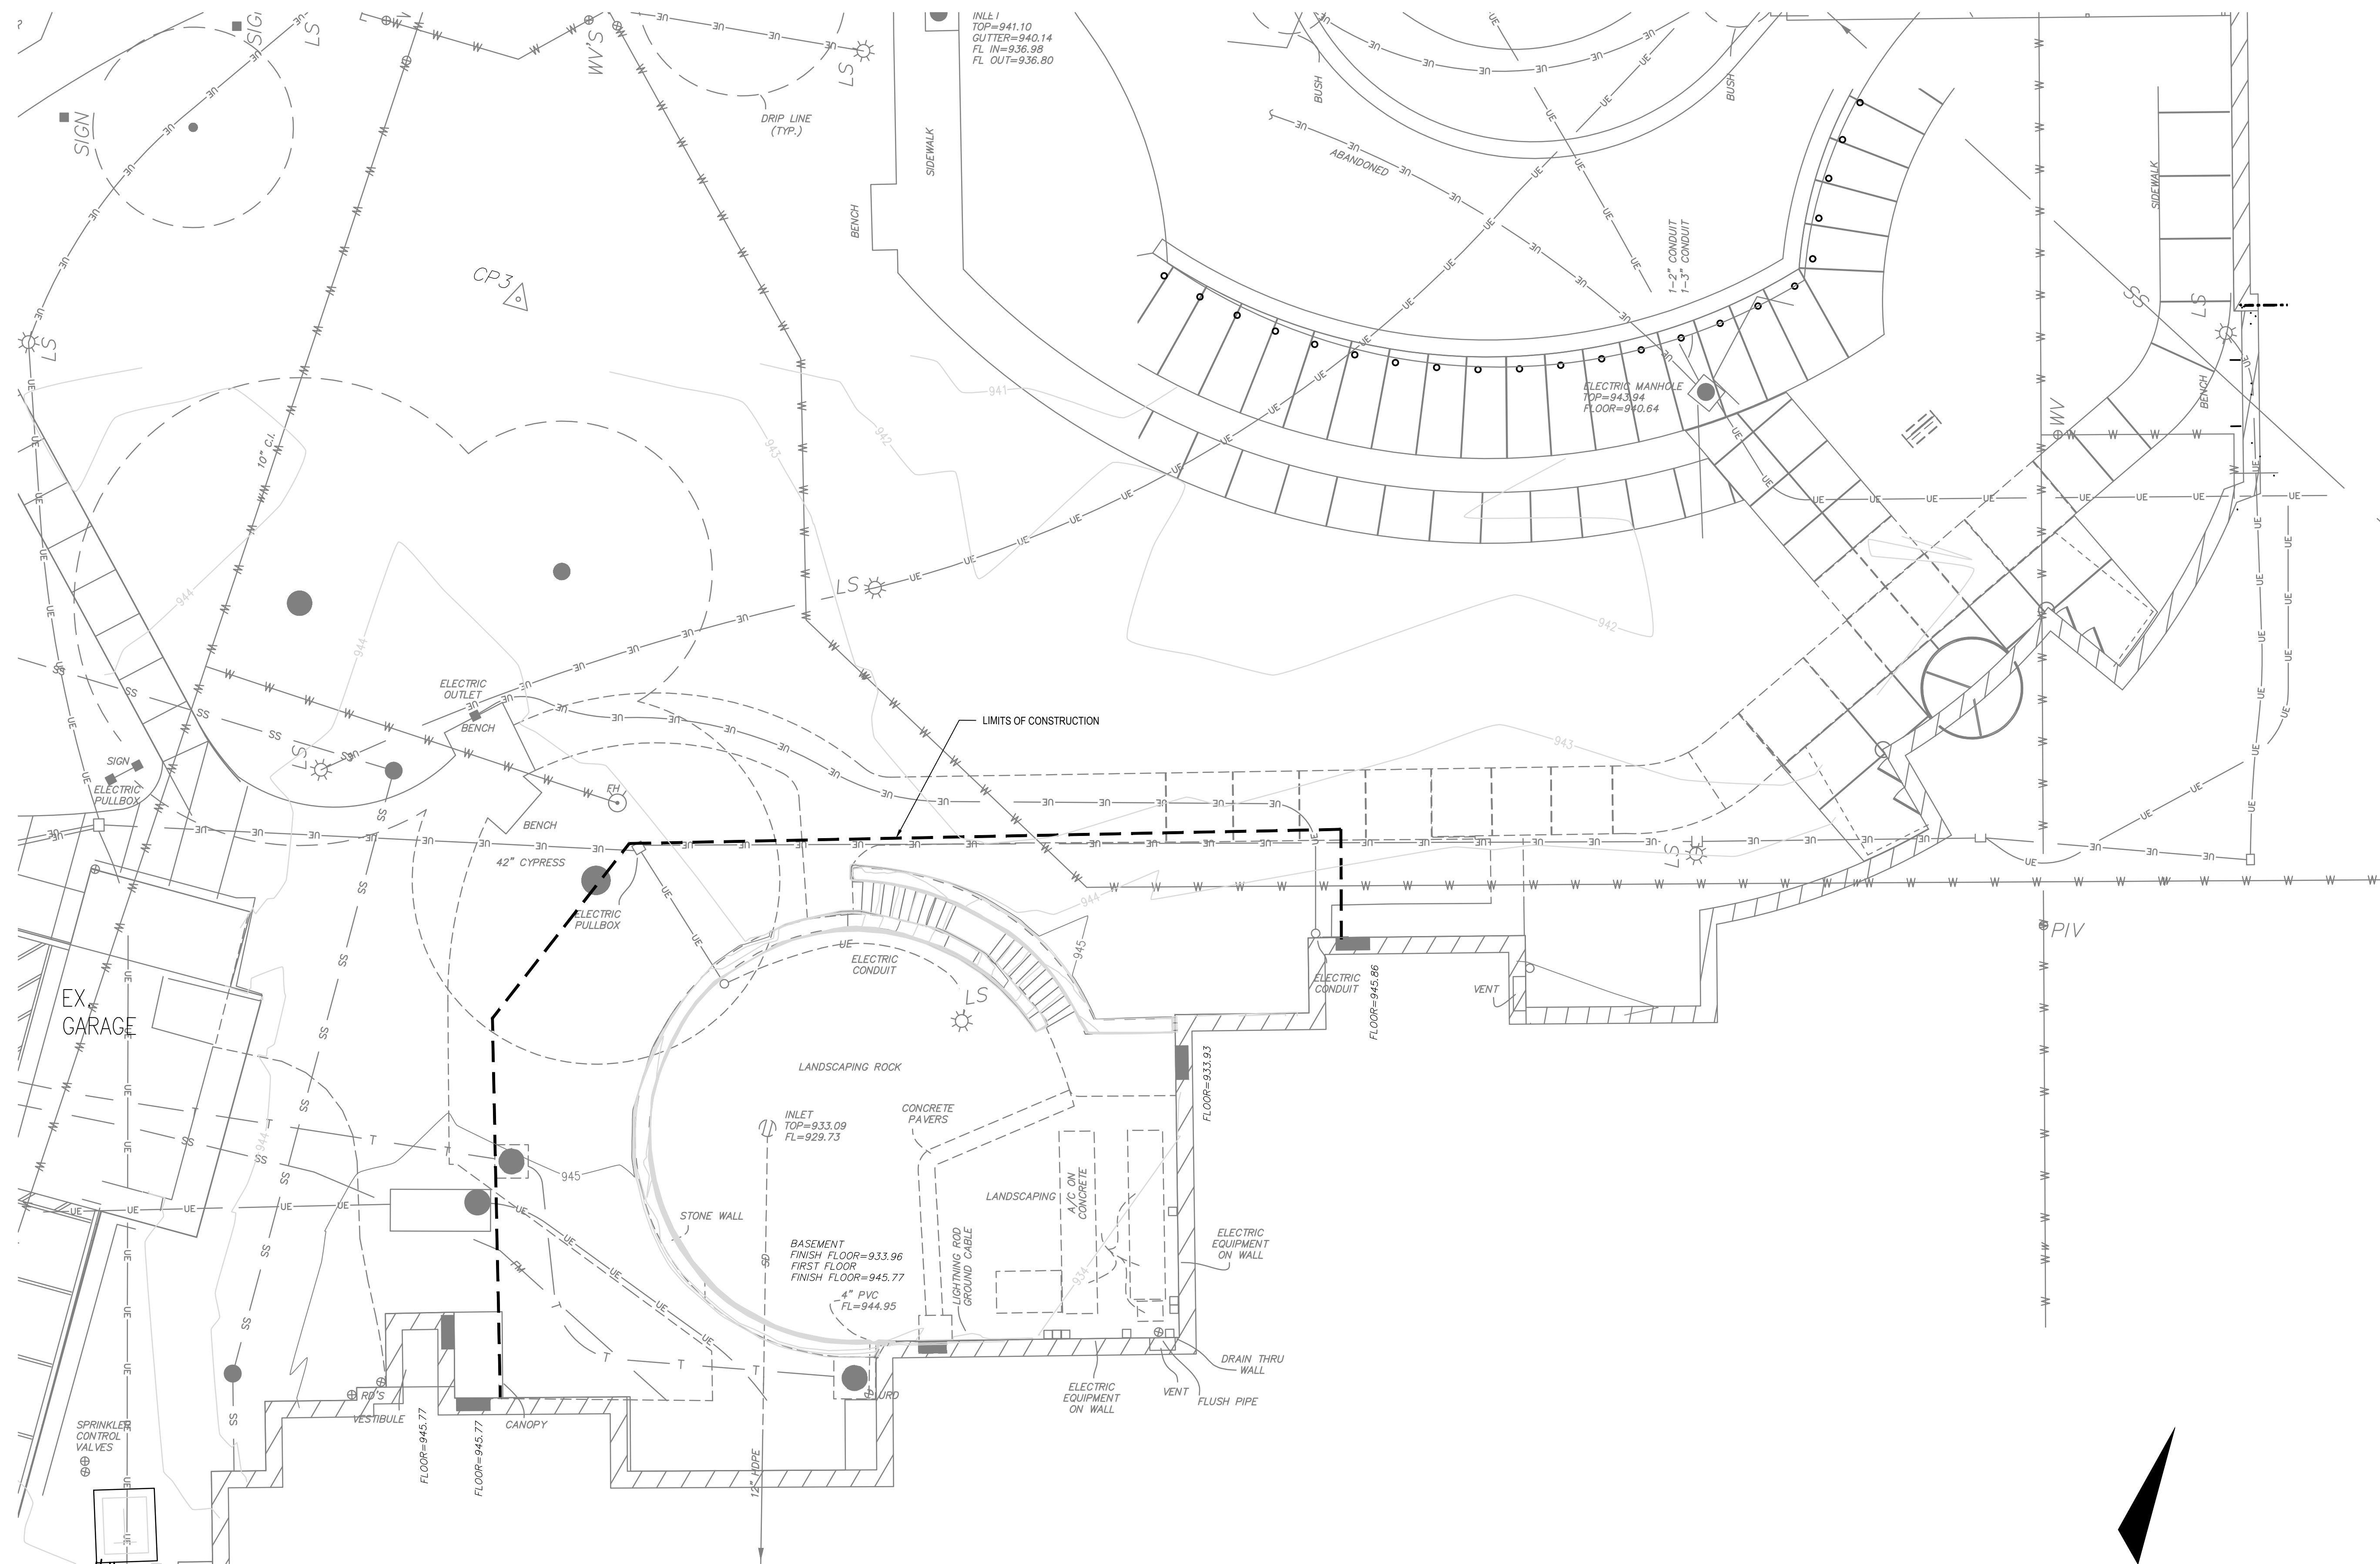 INLET
TOP=941.10
GUTTER=940.14
FL IN=936.98
FL OUT=936.80
SIGN
LS
WV'S
LS
SIGN
DRIP LINE
(TYP.)
SIDEWALK
BENCH
BUSH
BUSH
ABANDONED
1-2" CONDUIT
1-3" CONDUIT
SIDEWALK
CP3
LS
SS
LS
BENCH
WV
941
942
943
ELECTRIC MANHOLE
TOP=943.94
FLOOR=940.64
10" C.I.
944
944
LS
942
ELECTRIC
OUTLET
BENCH
LIMITS OF CONSTRUCTION
943
LS
SIGN
ELECTRIC
PULLBOX
FH
BENCH
42" CYPRESS
LS
944
ELECTRIC
PULLBOX
945
PIV
UE
ELECTRIC
CONDUIT
LS
ELECTRIC
CONDUIT
FLOOR=945.86
VENT
EX.
GARAGE
LANDSCAPING ROCK
FLOOR=933.93
INLET
TOP=933.09
FL=929.73
CONCRETE
PAVERS
944
945
LANDSCAPING
A/C ON
CONCRETE
STONE WALL
BASEMENT
FINISH FLOOR=933.96
FIRST FLOOR
FINISH FLOOR=945.77
LIGHTNING ROD
GROUND CABLE
ELECTRIC
EQUIPMENT
ON WALL
934
4" PVC
FL=944.95
DRAIN THRU
WALL
ELECTRIC
EQUIPMENT
ON WALL
VENT
FLUSH PIPE
RD'S
VESTIBULE
CANOPY
SPRINKLER
CONTROL
VALVES
FLOOR=945.77
FLOOR=945.77
12" HDPE